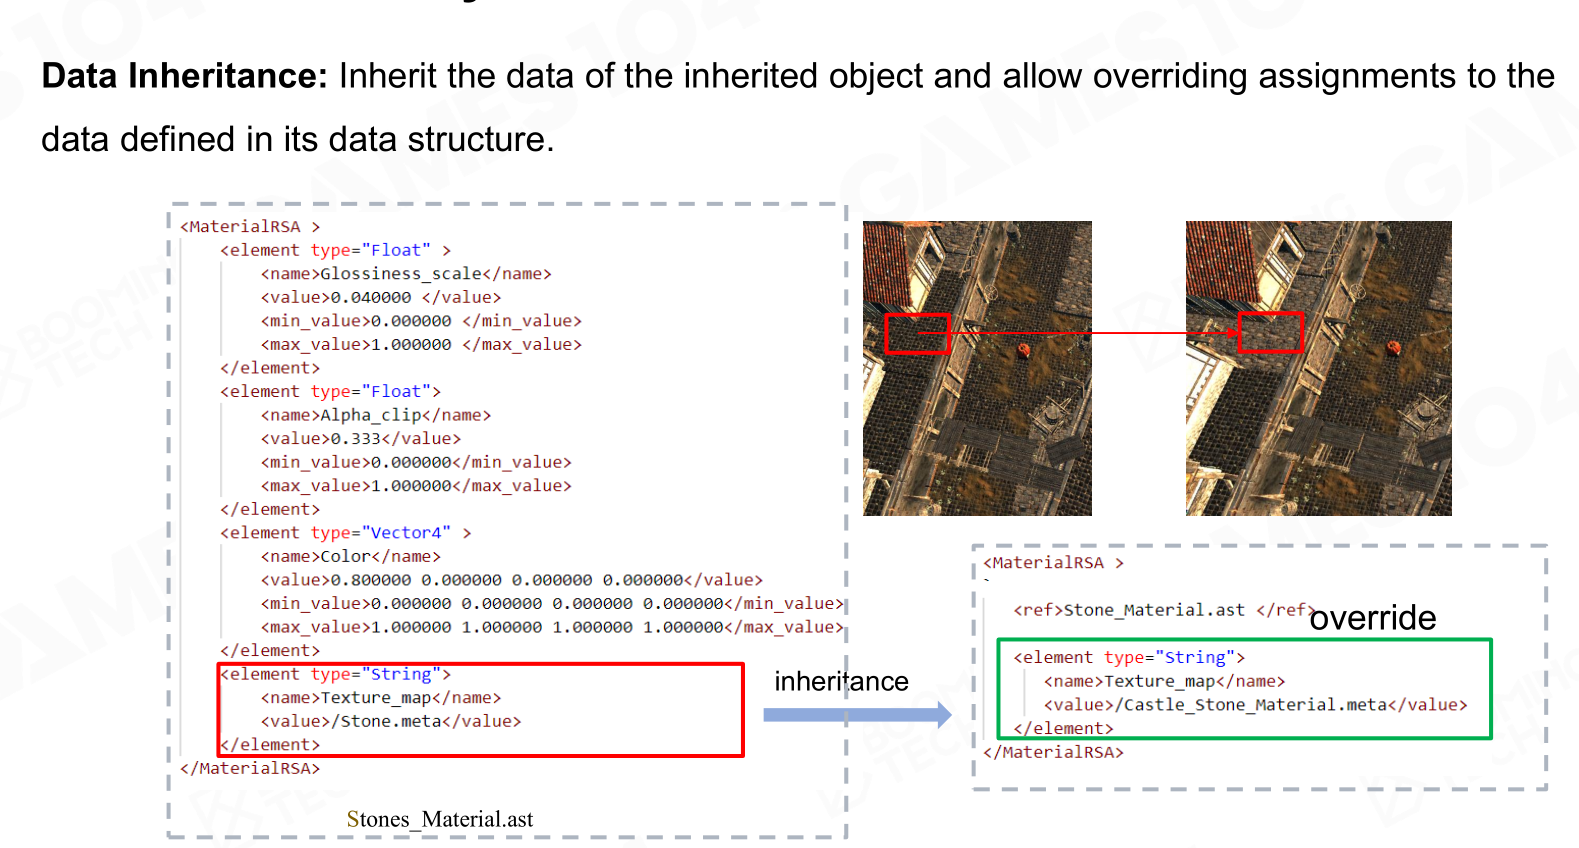 Data Inheritance: Inherit the data of the inherited object and allow overriding assignments to the
data defined in its data structure.
<MaterialRSA >
<element type="Float" >
<name>Glossiness_scale</name>
<value>0.040000 </value>
<min_value>0.000000 </min_value>
<max_value>1.000000 </max_value>
</element>
<element type="Float">
<name>Alpha_clip</name>
<value>0.333</value>
<min_value>0.000000</min_value>
<max_value>1.000000</max_value>
</element>
<element type="Vector4" >
<name>Color</name>
<value>0.800000 0.000000 0.000000 0.000000</value>
<min_value>0.000000 0.000000 0.000000 0.000000</min_value>
<max_value>1.000000 1.000000 1.000000 1.000000</max_value>
</element>
<element type="String">
<name>Texture_map</name>
<value>/Stone.meta</value>
</element>
</MaterialRSA>
Stones_Material.ast
inheritance
<MaterialRSA >
<ref>Stone_Material.ast </ref>
override
<element type="String">
<name>Texture_map</name>
<value>/Castle_Stone_Material.meta</value>
</element>
</MaterialRSA>